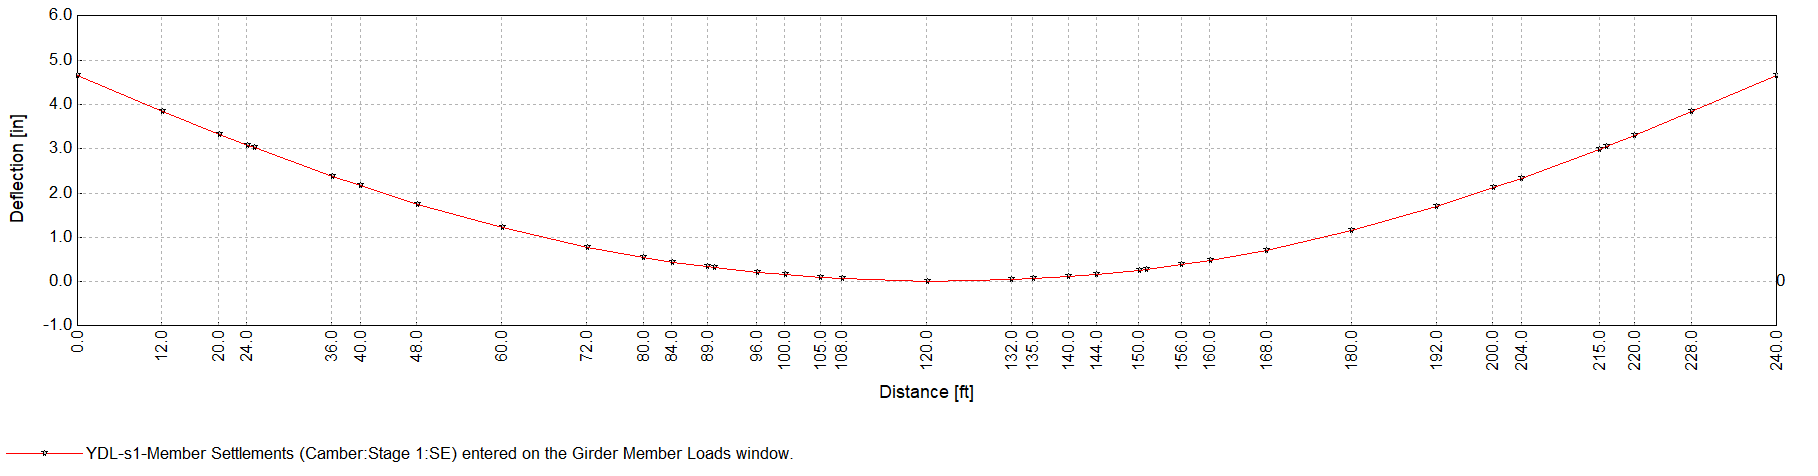 6.0
5.0
4.0
3.0
2.0
1.0
0.0
-1.0
Deflection [in]
0
0.0 12.0 20.0 24.0 36.0 40.0 48.0 60.0 72.0 80.0 84.0 89.0 96.0 100.0 105.0 108.0 120.0 132.0 135.0 140.0 144.0 150.0 156.0 160.0 168.0 180.0 192.0 200.0 204.0 215.0 220.0 228.0 240.0
Distance [ft]
YDL-s1-Member Settlements (Camber:Stage 1:SE) entered on the Girder Member Loads window.